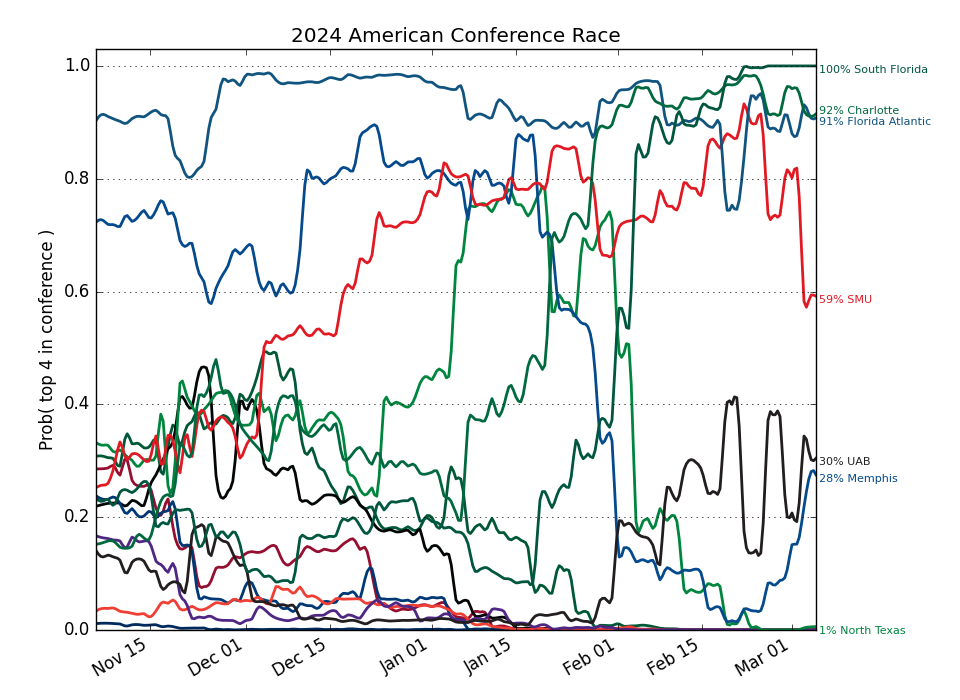 2024 American Conference Race
Prob( top 4 in conference )
1.0
0.8
0.6
0.4
0.2
0.0
Nov 15
Dec 01
Dec 15
Jan 01
Jan 15
Feb 01
Feb 15
Mar 01
100% South Florida
92% Charlotte
91% Florida Atlantic
59% SMU
30% UAB
28% Memphis
1% North Texas